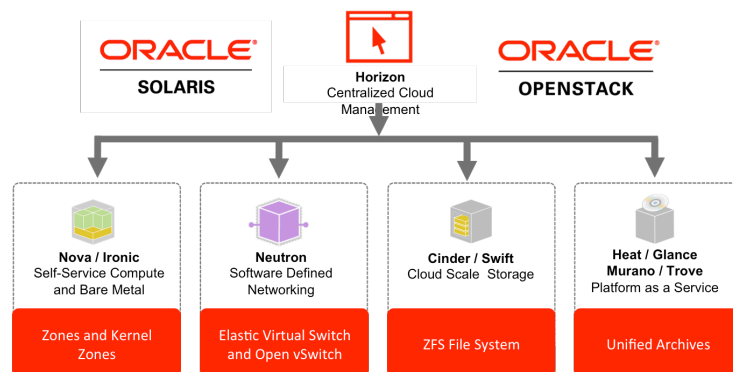 ORACLE®
SOLARIS
Horizon
Centralized Cloud
Management
ORACLE®
OPENSTACK
Nova / Ironic
Self-Service Compute
and Bare Metal
Zones and Kernel
Zones
Neutron
Software Defined
Networking
Elastic Virtual Switch
and Open vSwitch
Cinder / Swift
Cloud Scale Storage
ZFS File System
Heat / Glance
Murano / Trove
Platform as a Service
Unified Archives